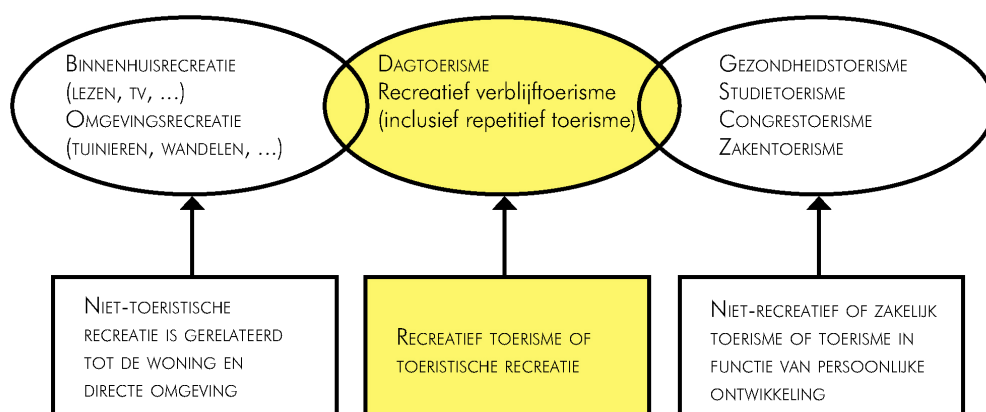 Binnenhuisrecreatie
(lezen, tv, ...)
Omgevingsrecreatie
(tuinieren, wandelen, ...)
Dagtoerisme
Recreatief verblijftoerisme
(inclusief repetitief toerisme)
Gezondheidstoerisme
Studietoerisme
Congrestoerisme
Zakentoerisme
Niet-toeristische
recreatie is gerelateerd
tot de woning en
directe omgeving
Recreatief toerisme of
toeristische recreatie
Niet-recreatief of zakelijk
toerisme of toerisme in
functie van persoonlijke
ontwikkeling